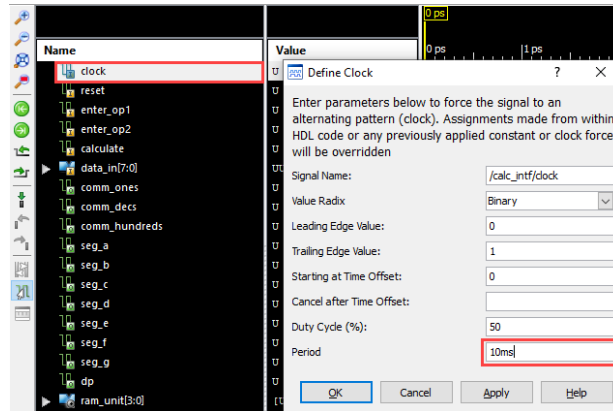 0 ps
Name
Value
0 ps
1 ps
clock
U
reset
U
enter_op1
U
enter_op2
U
calculate
U
data_in[7:0]
UU
comm_ones
U
comm_decs
U
comm_hundreds
U
seg_a
U
seg_b
U
seg_c
U
seg_d
U
seg_e
U
seg_f
U
seg_g
U
dp
U
ram_unit[3:0]
[U
Define Clock
?
X
Enter parameters below to force the signal to an
alternating pattern (clock). Assignments made from within
HDL code or any previously applied constant or clock force
will be overridden
Signal Name:
/calc_intf/clock
Value Radix
Binary
Leading Edge Value:
0
Trailing Edge Value:
1
Starting at Time Offset:
0
Cancel after Time Offset:
Duty Cycle (%):
50
Period
10ms
OK
Cancel
Apply
Help